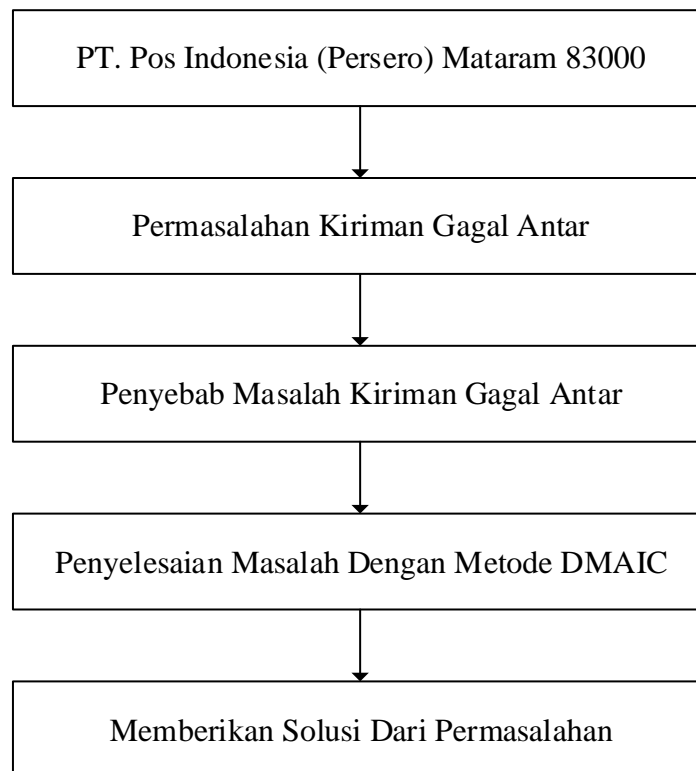 PT. Pos Indonesia (Persero) Mataram 83000
Permasalahan Kiriman Gagal Antar
Penyebab Masalah Kiriman Gagal Antar
Penyelesaian Masalah Dengan Metode DMAIC
Memberikan Solusi Dari Permasalahan